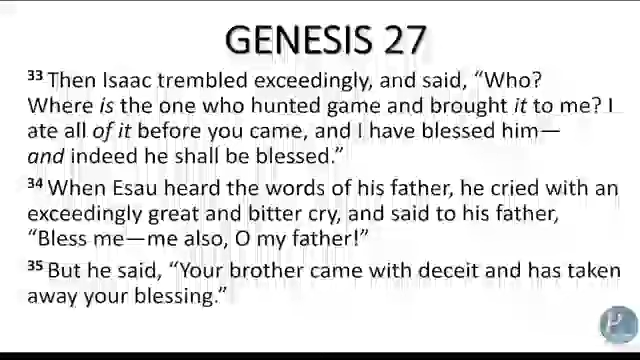 GENESIS 27
33 Then Isaac trembled exceedingly, and said, “Who?
Where is the one who hunted game and brought it to me? I
ate all of it before you came, and I have blessed him—
and indeed he shall be blessed.”
34 When Esau heard the words of his father, he cried with an
exceedingly great and bitter cry, and said to his father,
“Bless me—me also, O my father!”
35 But he said, “Your brother came with deceit and has taken
away your blessing.”